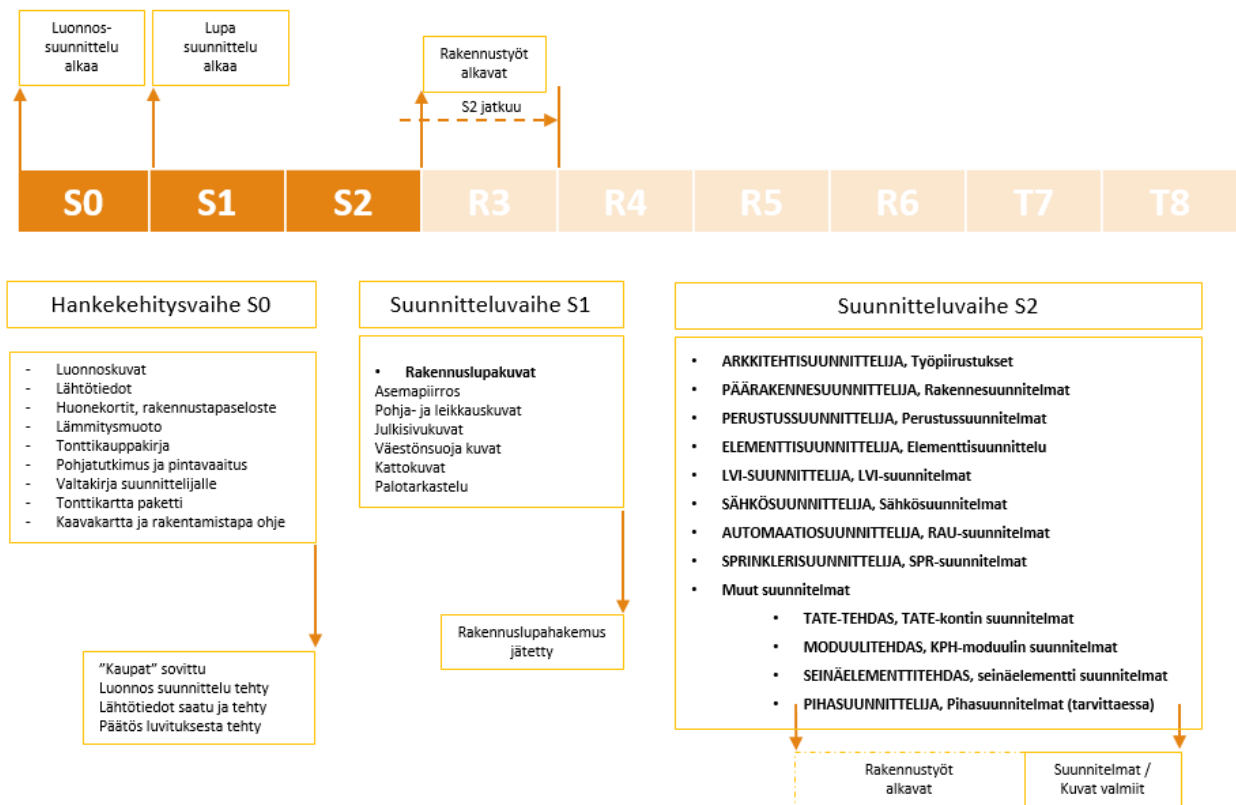 Luonnos-
suunnittelu
alkaa
Lupa
suunnittelu
alkaa
Rakennustyöt
alkavat
S2 jatkuu
S0 S1 S2 R3 R4 R5 R6 T7 T8
Hankekehitysvaihe S0
- Luonnoskuvat
- Lähtötiedot
- Huonekortit, rakennustapaseloste
- Lämmitysmuoto
- Tonttikauppakirja
- Pohjatutkimus ja pintavaaitus
- Valtakirja suunnittelijalle
- Tonttikartta paketti
- Kaavakartta ja rakentamistapa ohje
"Kaupat" sovittu
Luonnos suunnittelu tehty
Lähtötiedot saatu ja tehty
Päätös luvituksesta tehty
Suunnitteluvaihe S1
• Rakennuslupakuvat
Asemapiirros
Pohja- ja leikkauskuvat
Julkisivukuvat
Väestönsuoja kuvat
Kattokuvat
Palotarkastelu
Rakennuslupahakemus
jätetty
Suunnitteluvaihe S2
• ARKKITEHTISUUNNITTELIJA, Työpiirustukset
• PÄÄRAKENNESUUNNITTELIJA, Rakennesuunnitelmat
• PERUSTUSSUUNNITTELIJA, Perustussuunnitelmat
• ELEMENTTISUUNNITTELIJA, Elementtisuunnittelu
• LVI-SUUNNITTELIJA, LVI-suunnitelmat
• SÄHKÖSUUNNITTELIJA, Sähkösuunnitelmat
• AUTOMAATIOSUUNNITTELIJA, RAU-suunnitelmat
• SPRINKLERISUUNNITTELIJA, SPR-suunnitelmat
• Muut suunnitelmat
• TATE-TEHDAS, TATE-kontin suunnitelmat
• MODUULITEHDAS, KPH-moduulin suunnitelmat
• SEINÄELEMENTTITEHDAS, seinäelementti suunnitelmat
• PIHASUUNNITTELIJA, Pihasuunnitelmat (tarvittaessa)
Rakennustyöt
alkavat
Suunnitelmat /
Kuvat valmiit